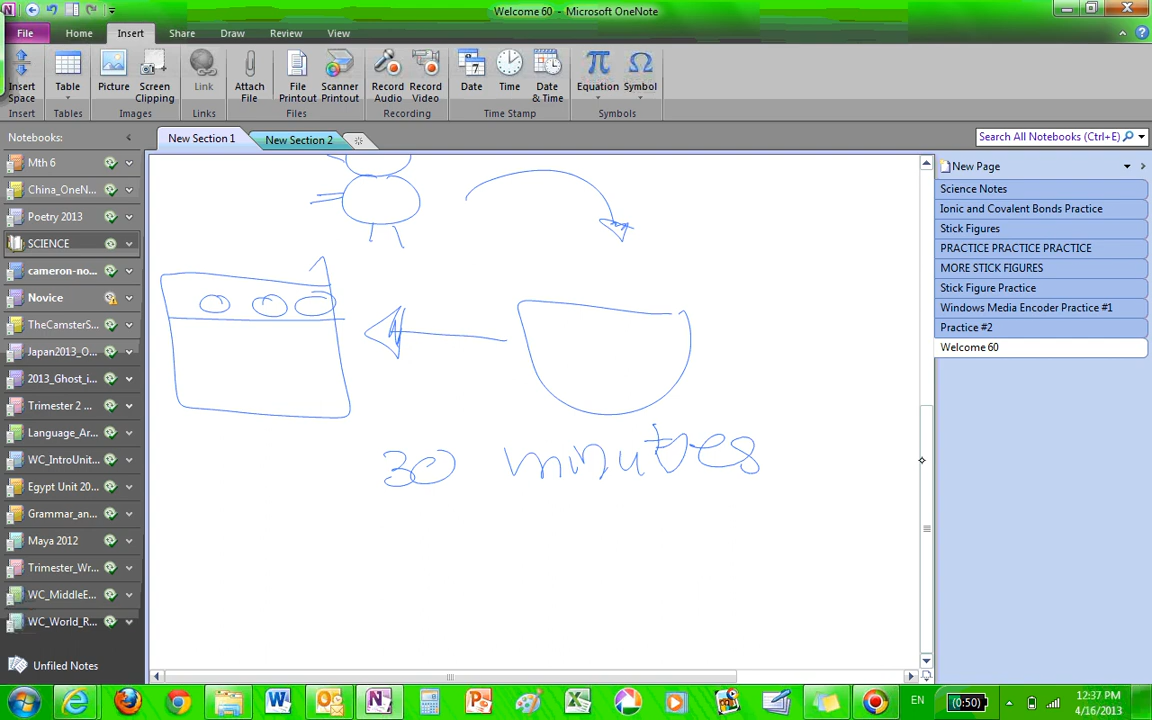 Welcome 60 – Microsoft OneNote
File Home Insert Share Draw Review View
Insert Space
Table
Picture
Screen Clipping
Link
Attach File
File Printout
Scanner Printout
Record Audio
Record Video
Date
Time
Date & Time
Equation
Symbol
Insert Tables Images Links Files Recording Time Stamp Symbols
Notebooks:
New Section 1
New Section 2
Search All Notebooks (Ctrl+E)
Mth 6
China_OneN...
Poetry 2013
SCIENCE
cameron-no...
Novice
TheCamsterS...
Japan2013_O...
2013_Ghost_i...
Trimester 2 ...
Language_Ar...
WC_IntroUnit...
Egypt Unit 20...
Grammar_an...
Maya 2012
Trimester_Wr...
WC_MiddleE...
WC_World_R...
Unfiled Notes
30 minutes
New Page
Science Notes
Ionic and Covalent Bonds Practice
Stick Figures
PRACTICE PRACTICE PRACTICE
MORE STICK FIGURES
Stick Figure Practice
Windows Media Encoder Practice #1
Practice #2
Welcome 60
EN
(0:50)
12:37 PM
4/16/2013